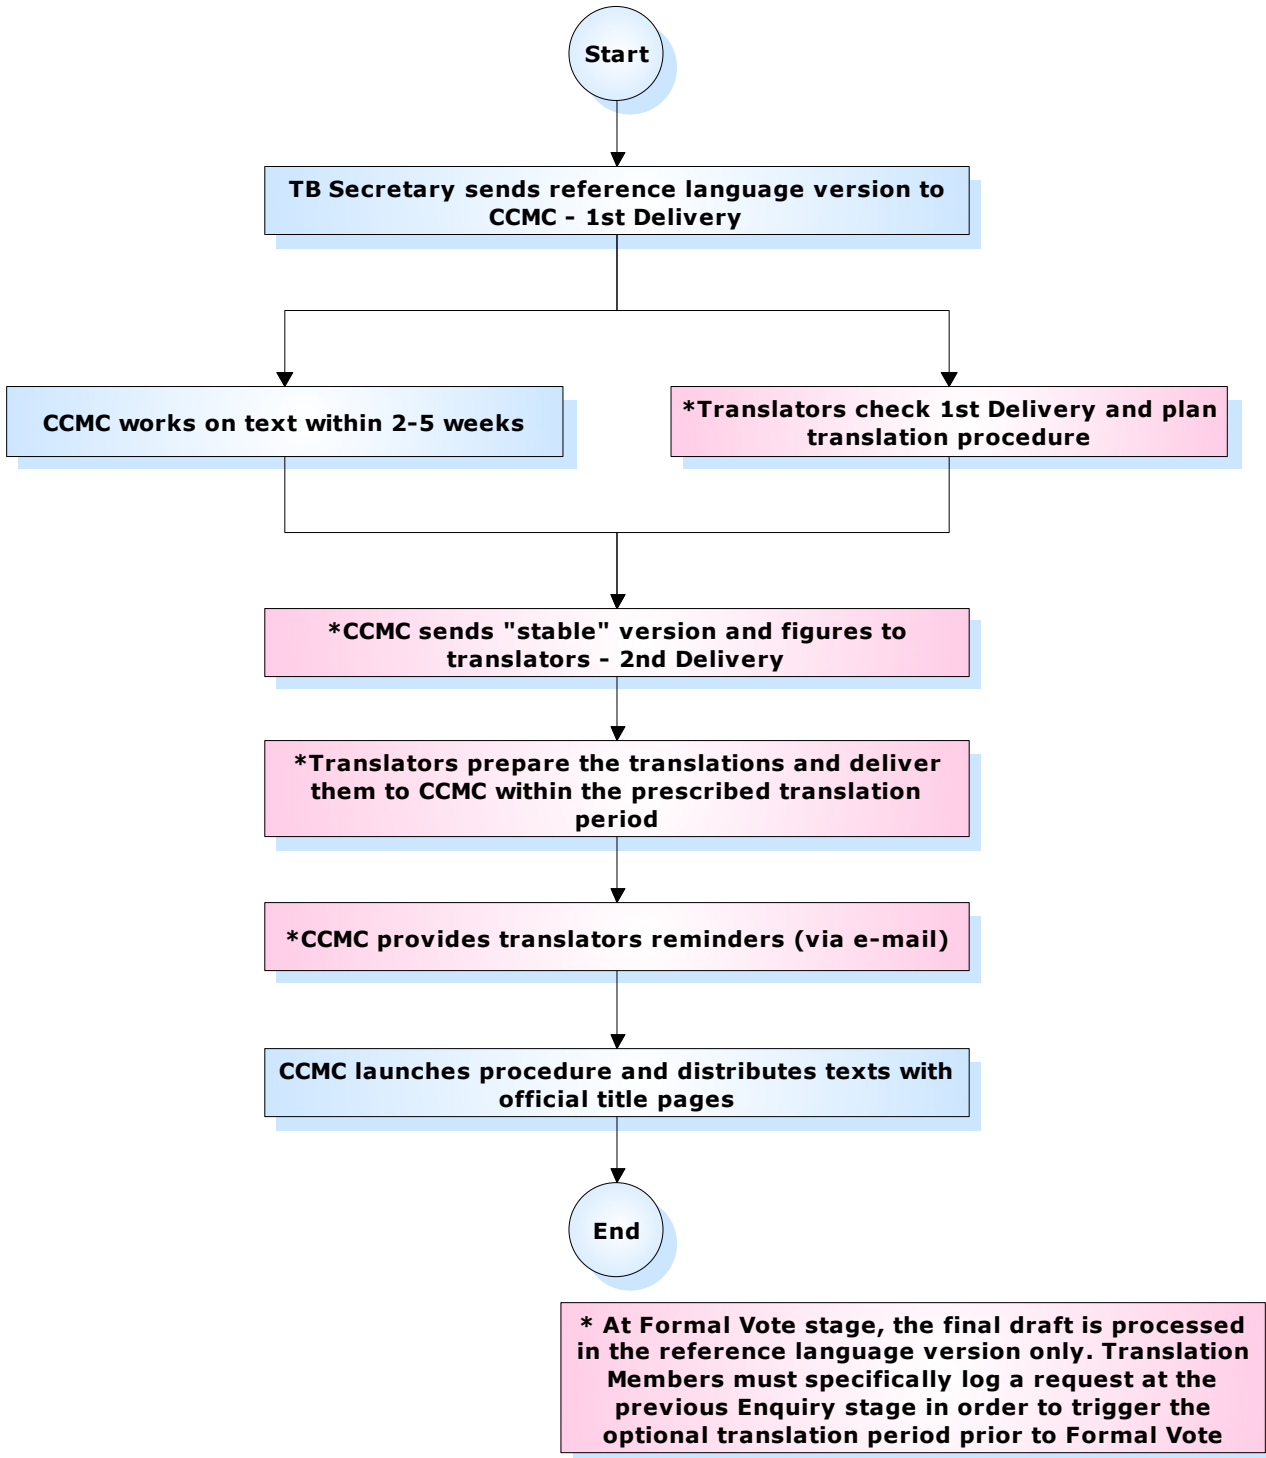 Start
TB Secretary sends reference language version to
CCMC - 1st Delivery
CCMC works on text within 2-5 weeks
*Translators check 1st Delivery and plan
translation procedure
*CCMC sends "stable" version and figures to
translators - 2nd Delivery
*Translators prepare the translations and deliver
them to CCMC within the prescribed translation
period
*CCMC provides translators reminders (via e-mail)
CCMC launches procedure and distributes texts with
official title pages
End
* At Formal Vote stage, the final draft is processed
in the reference language version only. Translation
Members must specifically log a request at the
previous Enquiry stage in order to trigger the
optional translation period prior to Formal Vote